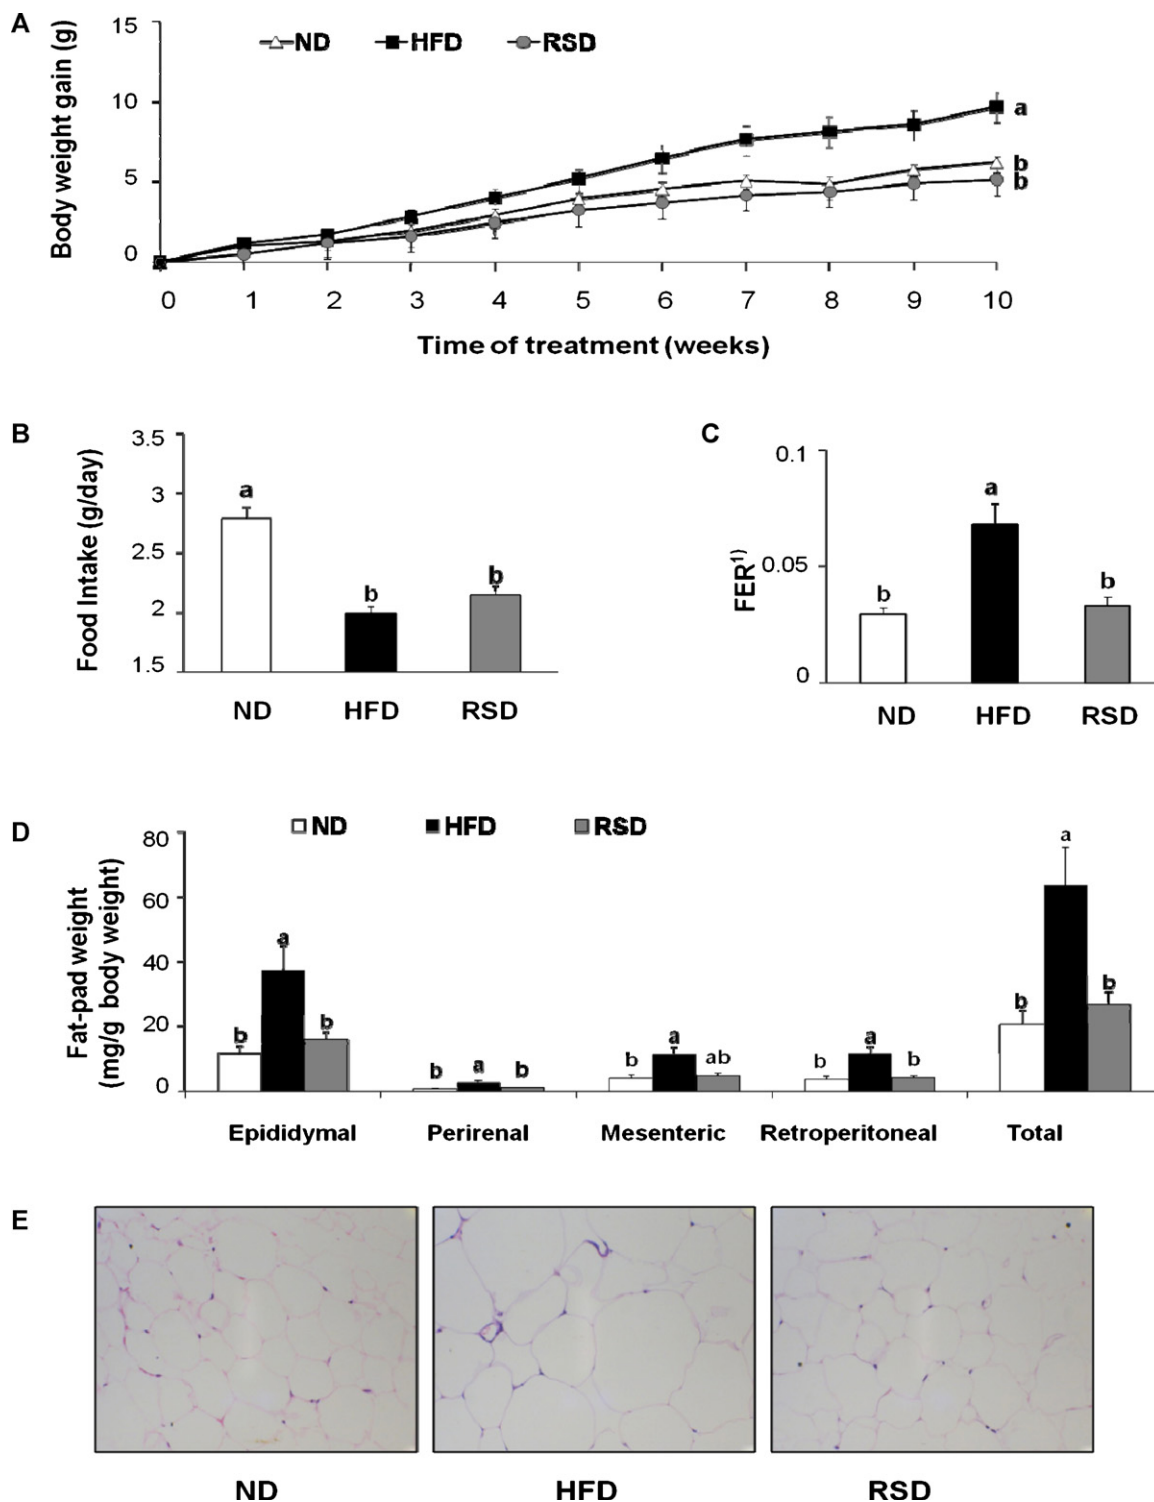 A
Body weight gain (g)
15
10
5
0
ND
HFD
RSD
a
b
b
0 1 2 3 4 5 6 7 8 9 10
Time of treatment (weeks)
B
Food Intake (g/day)
3.5
3
2.5
2
1.5
a
b
b
ND HFD RSD
C
FER1)
0.1
0.05
0
b
a
b
ND HFD RSD
D
Fat-pad weight
(mg/g body weight)
80
60
40
20
0
ND
HFD
RSD
b a b
b a b
b a ab
b a b
b a b
Epididymal Perirenal Mesenteric Retroperitoneal Total
E
ND HFD RSD